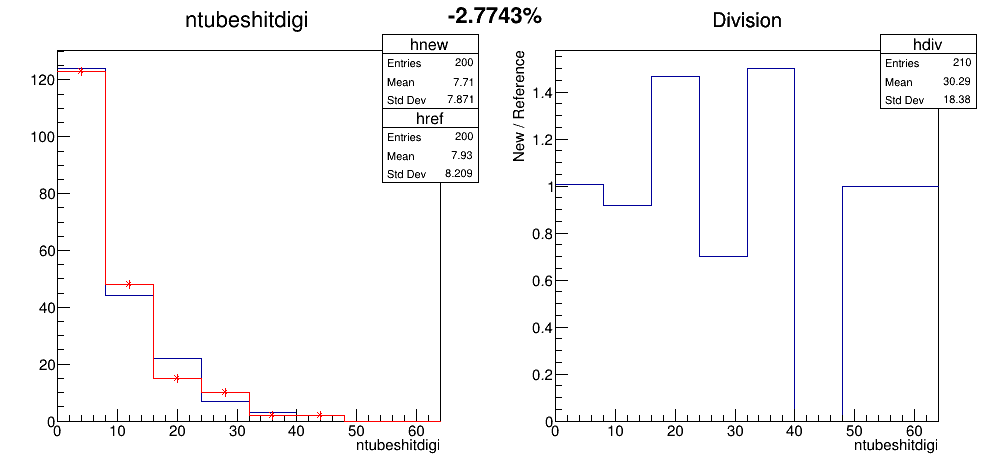 ntubeshitdigi
-2.7743%
Division
hnew
Entries 200
Mean 7.71
Std Dev 7.871
href
Entries 200
Mean 7.93
Std Dev 8.209
120
100
80
60
40
20
0
0 10 20 30 40 50 60
ntubeshitdigi
hdiv
Entries 210
Mean 30.29
Std Dev 18.38
New / Reference
1.4
1.2
1
0.8
0.6
0.4
0.2
0
0 10 20 30 40 50 60
ntubeshitdigi